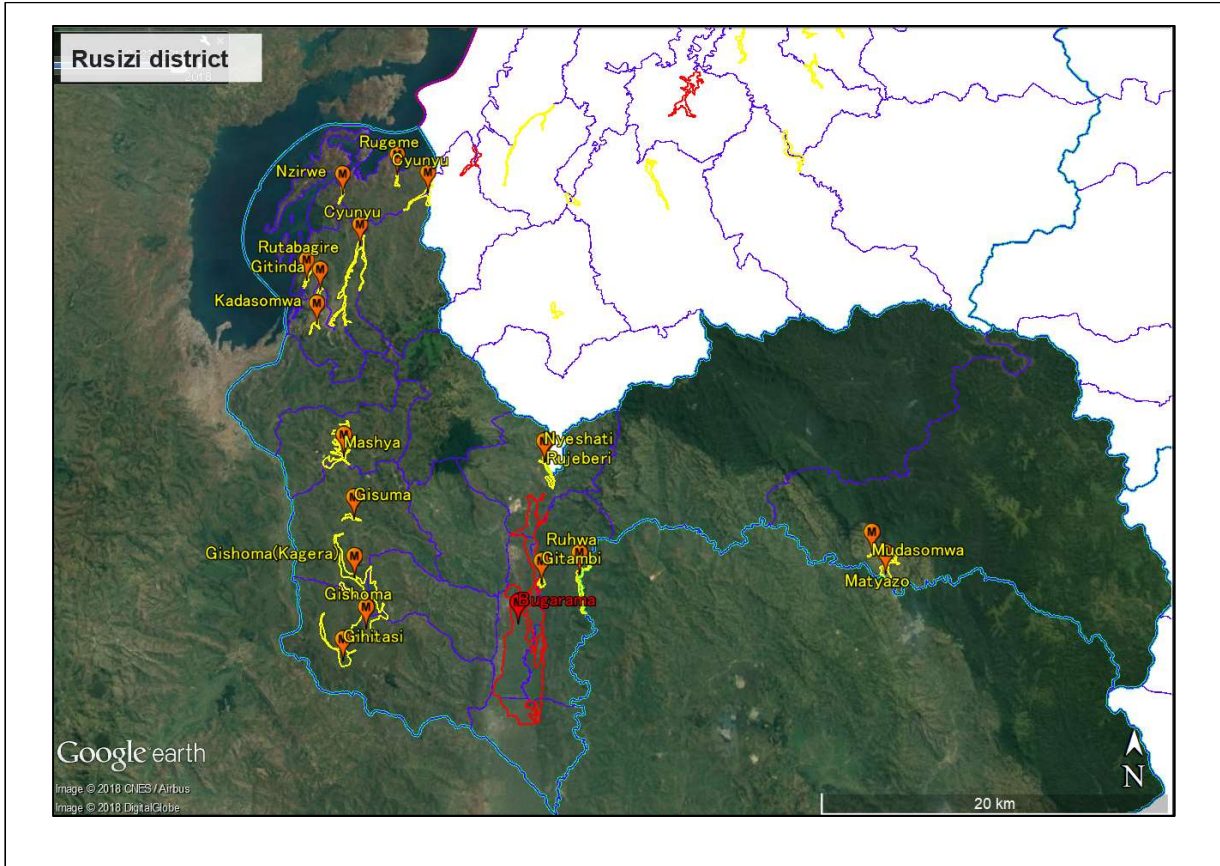 Rusizi district
2018
Rugeme
Cyunyu
Nzirwe
Cyunyu
Rutabagire
Gitinda
Kadasomwa
Mashya
Nyeshati
Rujeberi
Gisuma
Gishoma(Kagera)
Ruhwa
Gitambi
Mudasomwa
Matyazo
Gishoma
Bugarama
Gihitasi
Google earth
N
Image © 2018 CNES / Airbus
Image © 2018 DigitalGlobe
20 km